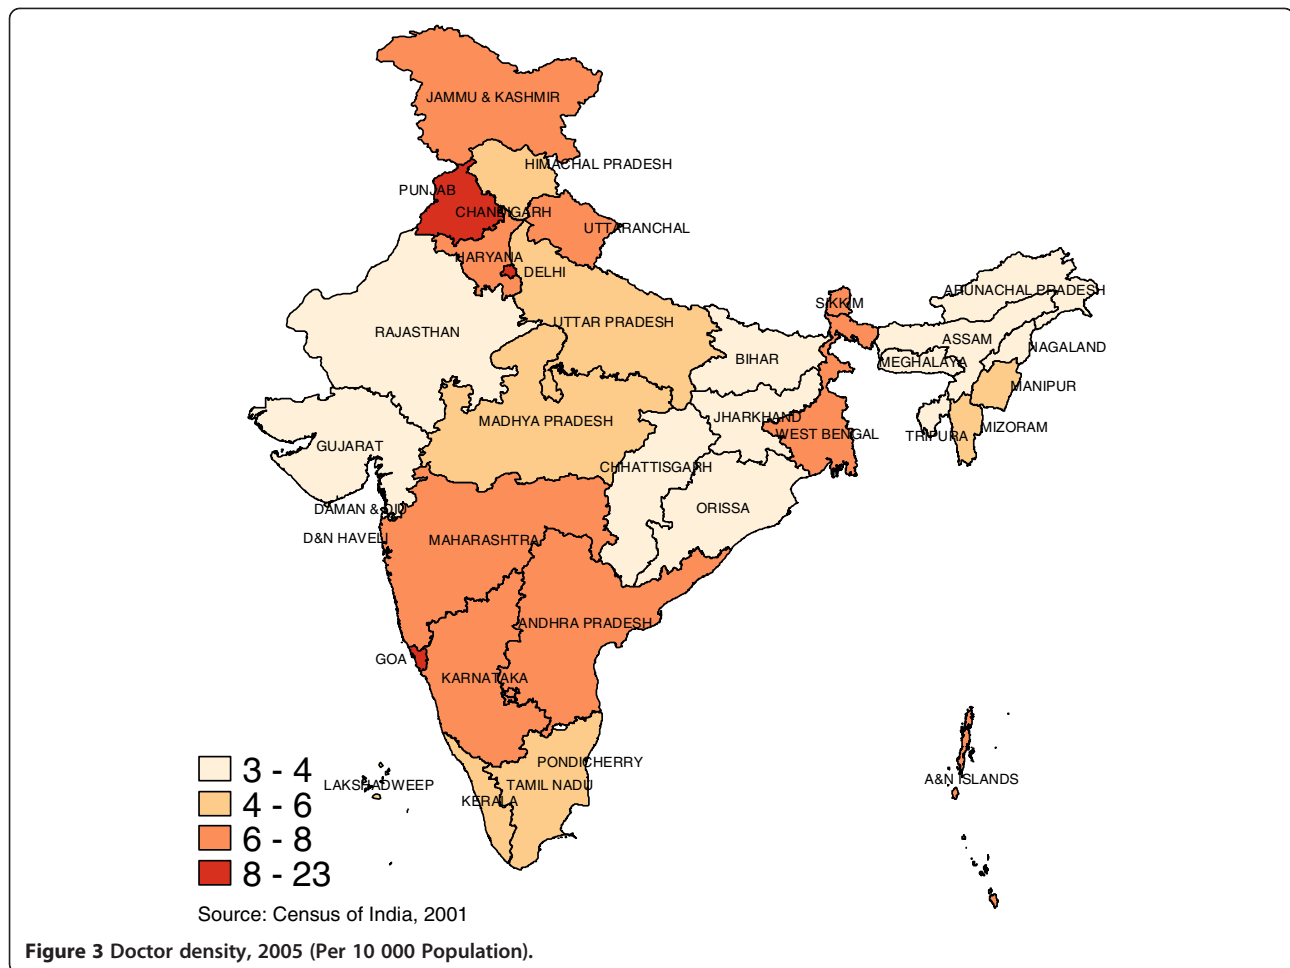 JAMMU & KASHMIR
HIMACHAL PRADESH
PUNJAB
CHANDIGARH
UTTARANCHAL
HARYANA
DELHI
ARUNACHAL PRADESH
SIKKIM
UTTAR PRADESH
RAJASTHAN
ASSAM
NAGALAND
BIHAR
MEGHALAYA
MANIPUR
JHARKHAND
MADHYA PRADESH
MIZORAM
WEST BENGAL
TRIPURA
GUJARAT
CHHATTISGARH
DAMAN & DIU
ORISSA
D&N HAVELI
MAHARASHTRA
ANDHRA PRADESH
GOA
KARNATAKA
PONDICHERRY
LAKSHADWEEP
TAMIL NADU
A&N ISLANDS
KERALA
3 - 4
4 - 6
6 - 8
8 - 23
Source: Census of India, 2001
Figure 3 Doctor density, 2005 (Per 10 000 Population).